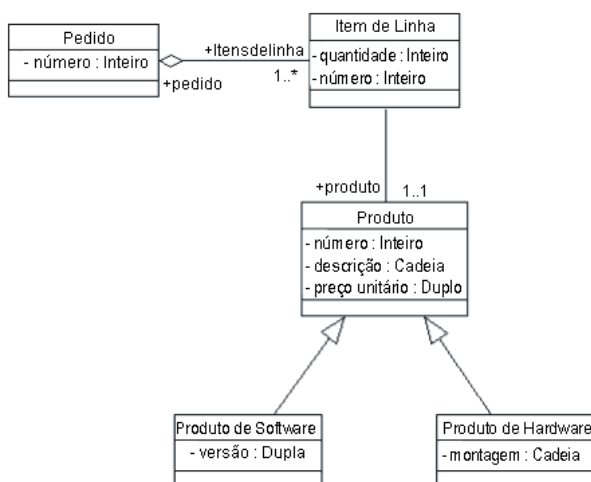 Pedido
- número : Inteiro
+pedido
+Itensdelinha
1..*
Item de Linha
- quantidade : Inteiro
- número : Inteiro
+produto
1..1
Produto
- número : Inteiro
- descrição : Cadeia
- preço unitário : Duplo
Produto de Software
- versão : Dupla
Produto de Hardware
- montagem : Cadeia